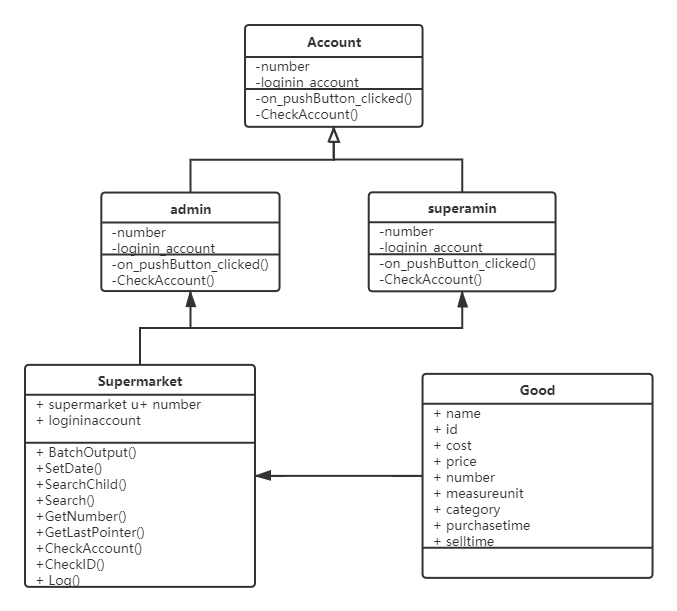 Account
-number
-loginin_account
-on_pushButton_clicked()
-CheckAccount()
admin
-number
-loginin_account
-on_pushButton_clicked()
-CheckAccount()
superamin
-number
-loginin_account
-on_pushButton_clicked()
-CheckAccount()
Supermarket
+ supermarket u+ number
+ logininaccount
+ BatchOutput()
+SetDate()
+SearchChild()
+Search()
+GetNumber()
+GetLastPointer()
+CheckAccount()
+CheckID()
+ Log()
Good
+ name
+ id
+ cost
+ price
+ number
+ measureunit
+ category
+ purchasetime
+ selltime